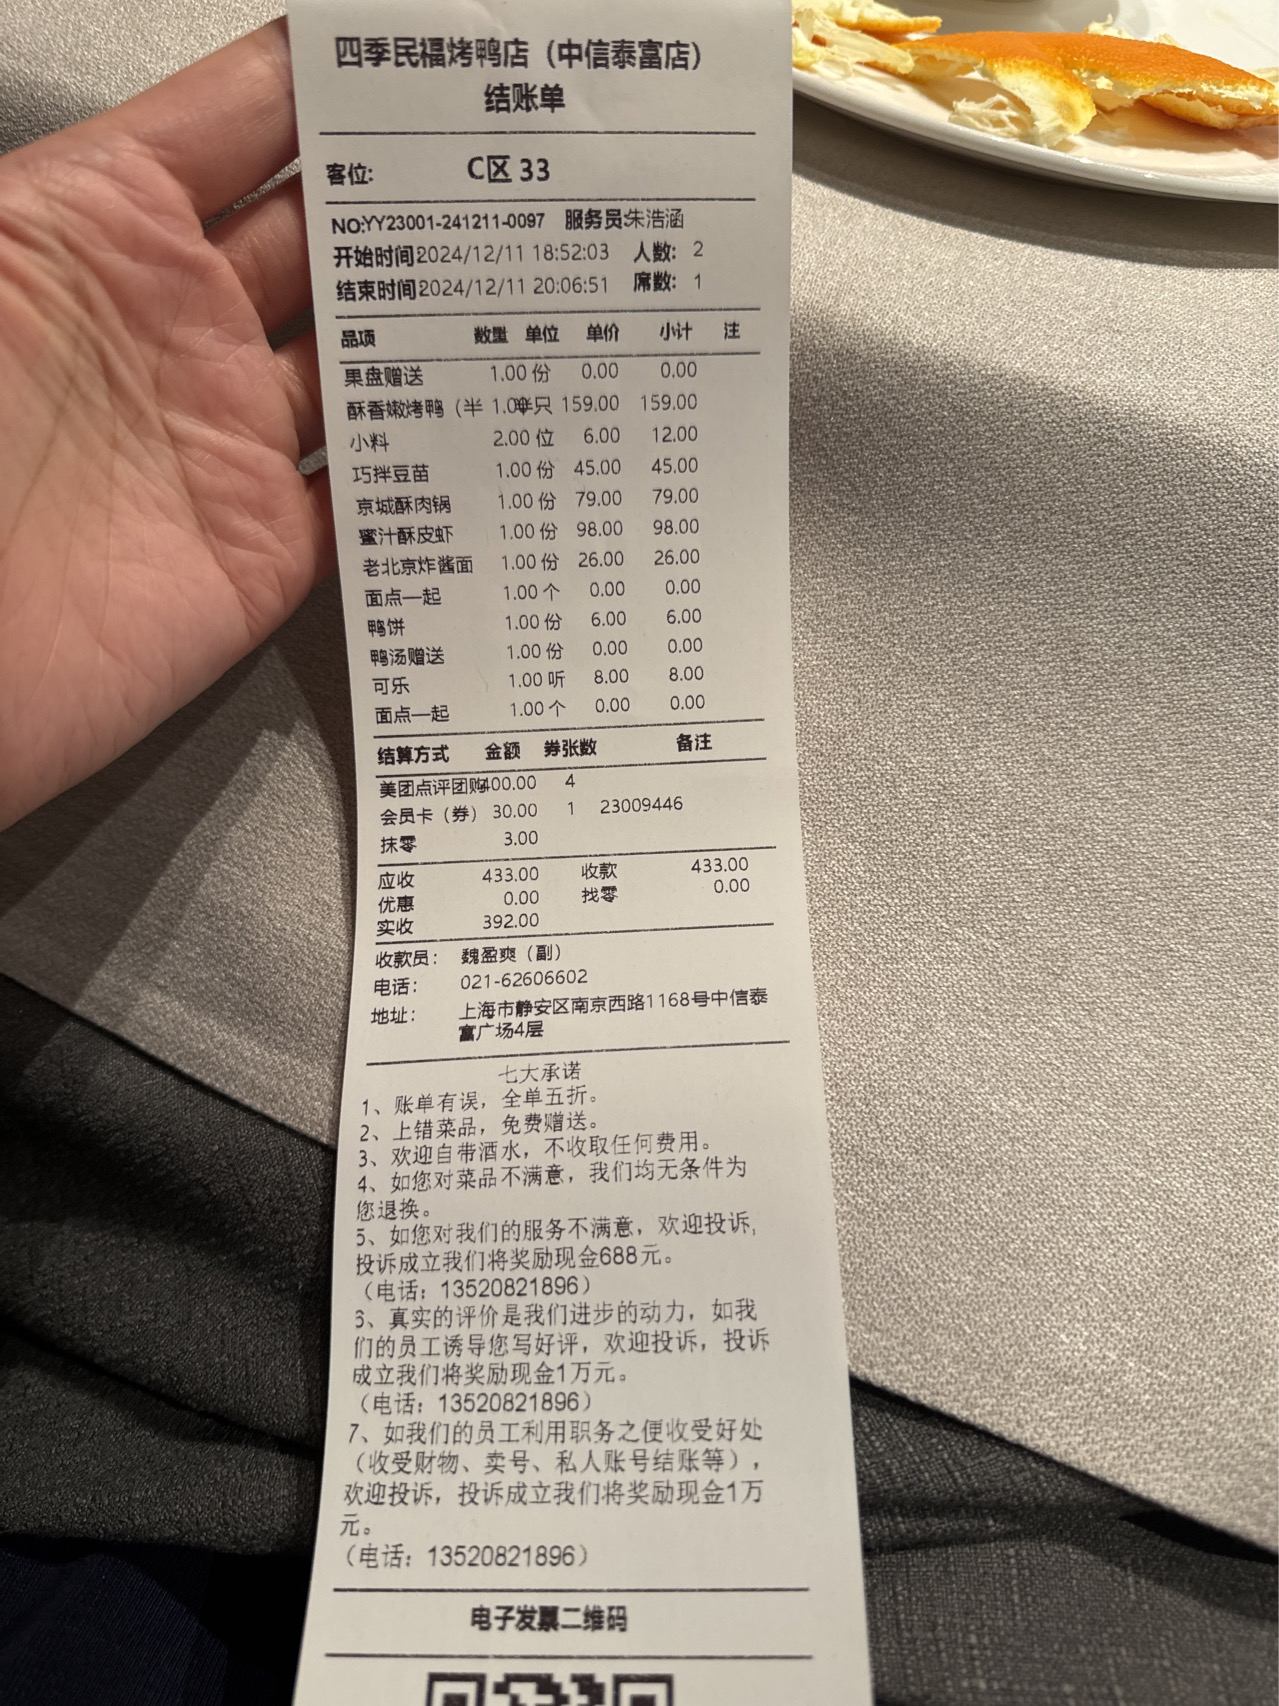 四季民福烤鸭店（中信泰富店）
结账单
客位: C区 33
NO:YY23001-241211-0097 服务员:朱浩涵
开始时间2024/12/11 18:52:03 人数: 2
结束时间2024/12/11 20:06:51 席数: 1
品项 数量 单位 单价 小计 注
果盘赠送 1.00 份 0.00 0.00
酥香嫩烤鸭（半 1.00半只 159.00 159.00
小料 2.00 位 6.00 12.00
巧拌豆苗 1.00 份 45.00 45.00
京城酥肉锅 1.00 份 79.00 79.00
蜜汁酥皮虾 1.00 份 98.00 98.00
老北京炸酱面 1.00 份 26.00 26.00
面点—起 1.00 个 0.00 0.00
鸭饼 1.00 份 6.00 6.00
鸭汤赠送 1.00 份 0.00 0.00
可乐 1.00 听 8.00 8.00
面点—起 1.00 个 0.00 0.00
结算方式 金额 券张数 备注
美团点评团购400.00 4
会员卡（券） 30.00 1 23009446
抹零 3.00
应收 433.00 收款 433.00
优惠 0.00 找零 0.00
实收 392.00
收款员: 魏盈爽（副）
电话: 021-62606602
地址: 上海市静安区南京西路1168号中信泰
富广场4层
七大承诺
1、账单有误，全单五折。
2、上错菜品，免费赠送。
3、欢迎自带酒水，不收取任何费用。
4、如您对菜品不满意，我们均无条件为
您退换。
5、如您对我们的服务不满意，欢迎投诉，
投诉成立我们将奖励现金688元。
（电话：13520821896）
6、真实的评价是我们进步的动力，如我
们的员工诱导您写好评，欢迎投诉，投诉
成立我们将奖励现金1万元。
（电话：13520821896）
7、如我们的员工利用职务之便收受好处
（收受财物、卖号、私人账号结账等），
欢迎投诉，投诉成立我们将奖励现金1万
元。
（电话：13520821896）
电子发票二维码